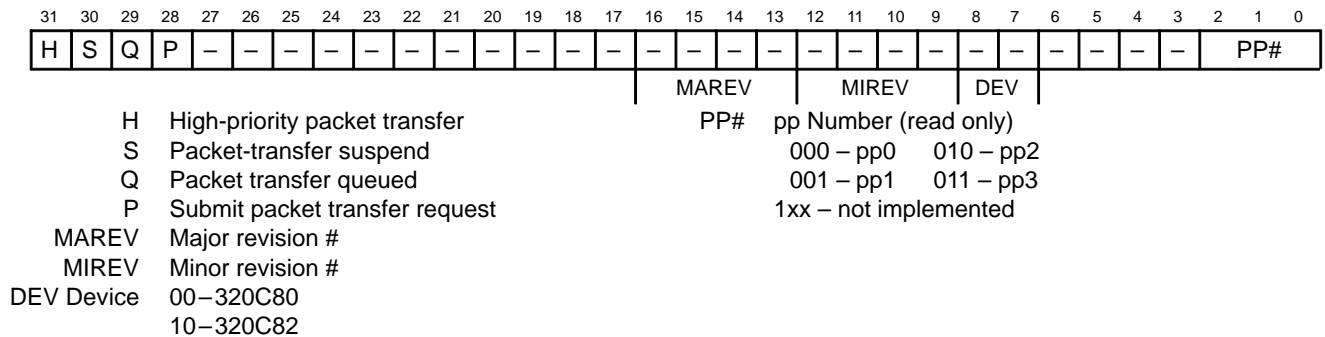 31 30 29 28 27 26 25 24 23 22 21 20 19 18 17 16 15 14 13 12 11 10 9 8 7 6 5 4 3 2 1 0
H S Q P – – – – – – – – – – – – – – – – – – – – – – – – – PP#
MAREV MIREV DEV
H High-priority packet transfer PP# pp Number (read only)
S Packet-transfer suspend 000 – pp0 010 – pp2
Q Packet transfer queued 001 – pp1 011 – pp3
P Submit packet transfer request 1xx – not implemented
MAREV Major revision #
MIREV Minor revision #
DEV Device 00–320C80
10–320C82